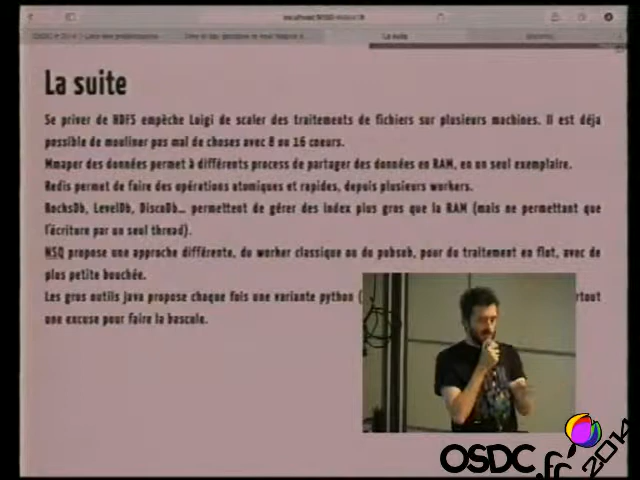 La suite
Se priver de HDFS empèche Luigi de scaler des traitements de fichiers sur plusieurs machines. Il est déja
possible de mouliner pas mal de choses avec 8 ou 16 coeurs.
Mmaper des données permet à différents process de partager des données en RAM, en un seul exemplaire.
Redis permet de faire des opérations atomiques et rapides, depuis plusieurs workers.
RocksDb, LevelDb, DiscoDb... permettent de gérer des index plus gros que la RAM (mais ne permettant que
l'écriture par un seul thread).
NSQ propose une approche différente, du worker classique ou du pubsub, pour du traitement en flot, avec de
plus petite bouchée.
Les gros outils java propose chaque fois une variante python (
une excuse pour faire la bascule.
La suite
OSDC.fr 2014